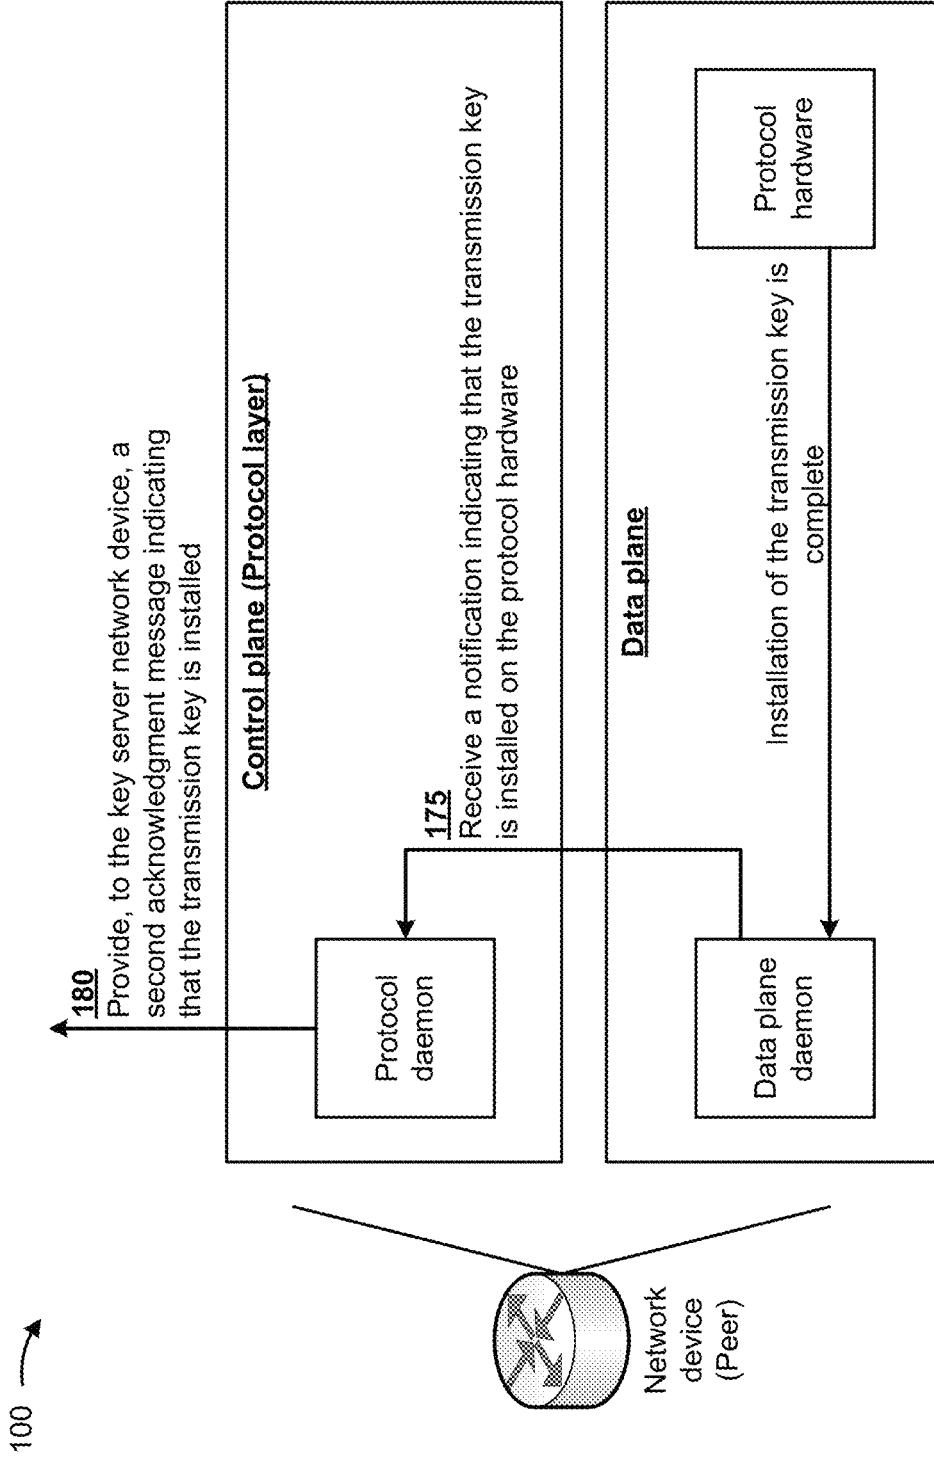 100
180
Provide, to the key server network device, a
second acknowledgment message indicating
that the transmission key is installed
Control plane (Protocol layer)
175
Receive a notification indicating that the transmission key
is installed on the protocol hardware
Protocol
daemon
Network
device
(Peer)
Data plane
Installation of the transmission key is
complete
Data plane
daemon
Protocol
hardware